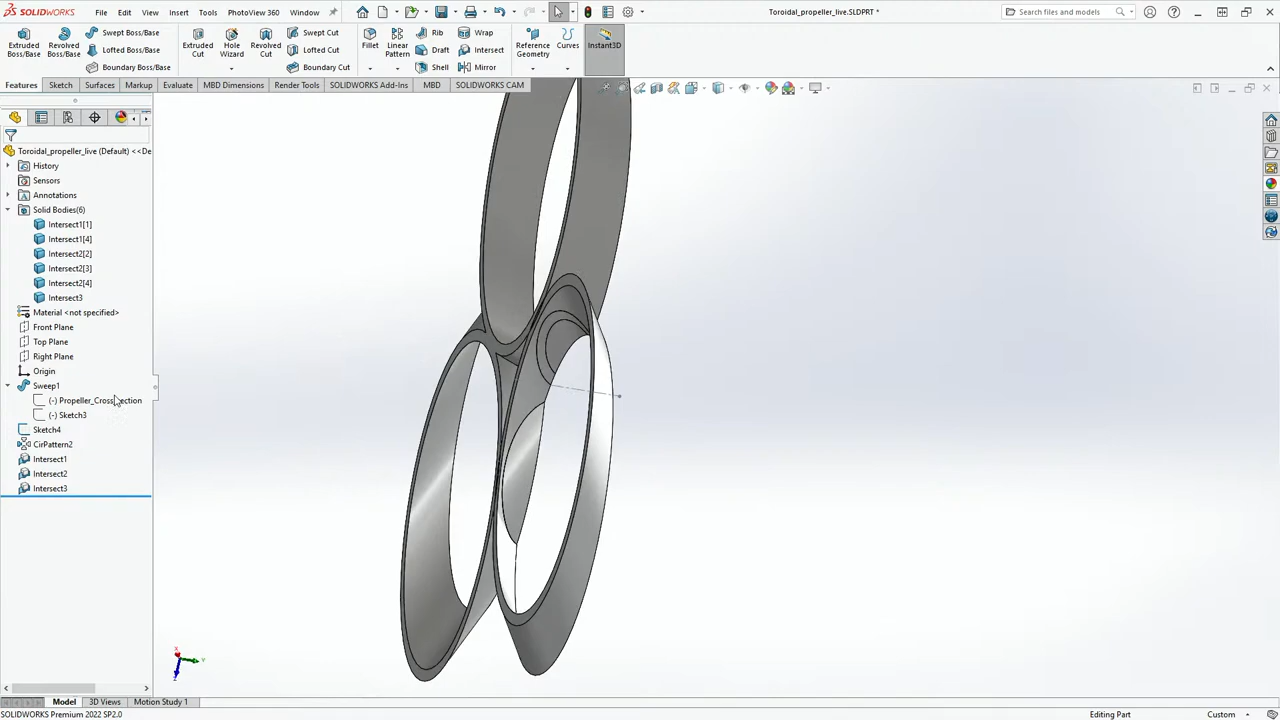 SOLIDWORKS File Edit View Insert Tools PhotoView 360 Window Toroidal_propeller_live.SLDPRT * Search files and models
Extruded Boss/Base
Revolved Boss/Base
Swept Boss/Base
Lofted Boss/Base
Boundary Boss/Base
Extruded Cut
Hole Wizard
Revolved Cut
Swept Cut
Lofted Cut
Boundary Cut
Fillet
Linear Pattern
Rib
Draft
Shell
Wrap
Intersect
Mirror
Reference Geometry
Curves
Instant3D
Features Sketch Surfaces Markup Evaluate MBD Dimensions Render Tools SOLIDWORKS Add-Ins MBD SOLIDWORKS CAM
Toroidal_propeller_live (Default) <<De
History
Sensors
Annotations
Solid Bodies(6)
Intersect1[1]
Intersect1[4]
Intersect2[2]
Intersect2[3]
Intersect2[4]
Intersect3
Material <not specified>
Front Plane
Top Plane
Right Plane
Origin
Sweep1
(-) Propeller_Cross
ection
(-) Sketch3
Sketch4
CirPattern2
Intersect1
Intersect2
Intersect3
X
Y
Z
Model 3D Views Motion Study 1
SOLIDWORKS Premium 2022 SP2.0 Editing Part Custom